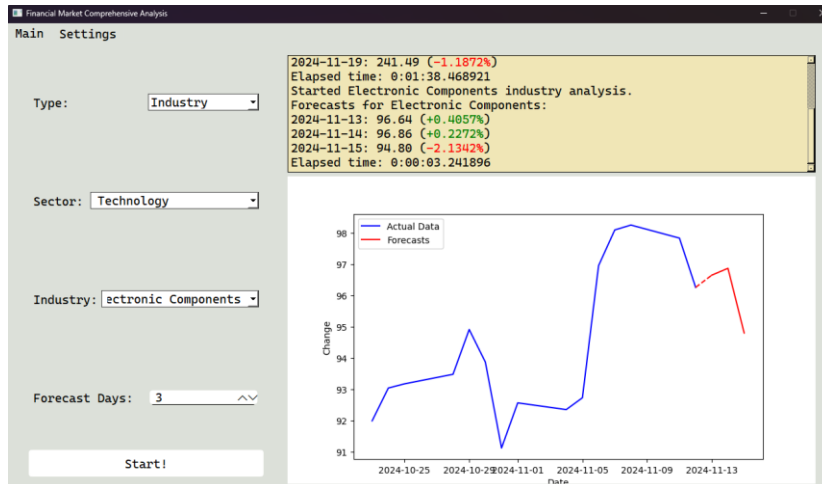 Financial Market Comprehensive Analysis
Main Settings
Type: Industry
Sector: Technology
Industry: ectronic Components
Forecast Days: 3
Start!
2024-11-19: 241.49 (-1.1872%)
Elapsed time: 0:01:38.468921
Started Electronic Components industry analysis.
Forecasts for Electronic Components:
2024-11-13: 96.64 (+0.4057%)
2024-11-14: 96.86 (+0.2272%)
2024-11-15: 94.80 (-2.1342%)
Elapsed time: 0:00:03.241896
Actual Data
Forecasts
98
97
96
95
94
93
92
91
Change
2024-10-25 2024-10-29 2024-11-01 2024-11-05 2024-11-09 2024-11-13
Date